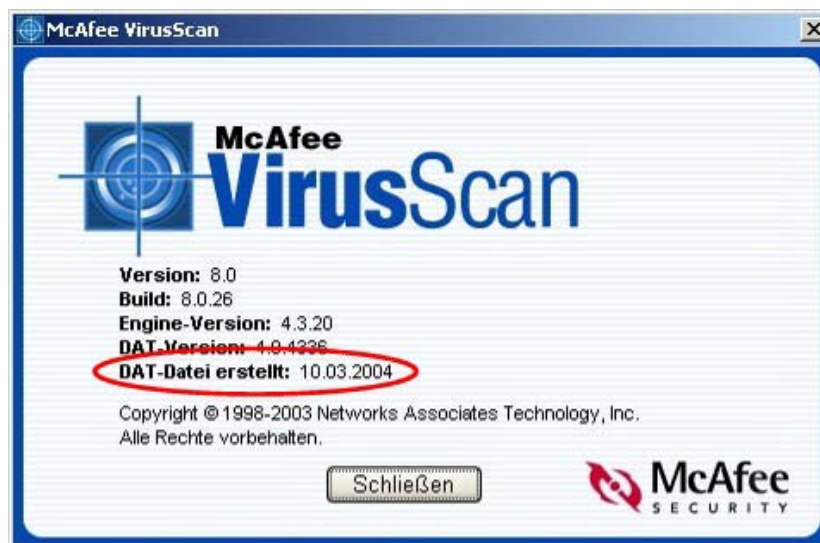 McAfee VirusScan
McAfee
VirusScan
Version: 8.0
Build: 8.0.26
Engine-Version: 4.3.20
DAT-Version: 4.0.4336
DAT-Datei erstellt: 10.03.2004
Copyright © 1998-2003 Networks Associates Technology, Inc.
Alle Rechte vorbehalten.
Schließen
McAfee
SECURITY